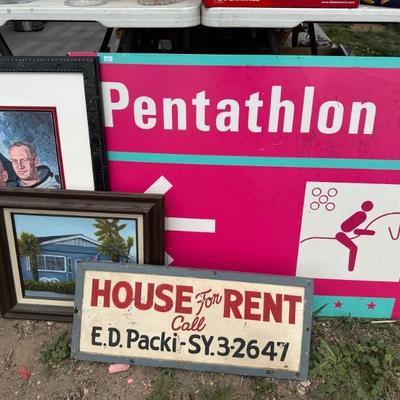 Pentathlon
HOUSE For RENT
Call
E.D. Packi-SY.3-2647